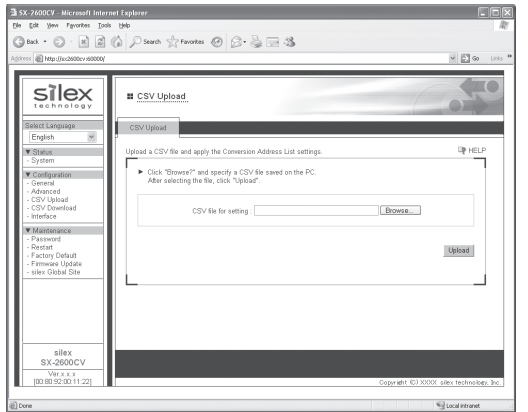 SX-2600CV - Microsoft Internet Explorer
File Edit View Favorites Tools Help
Back Search Favorites
Address http://sx2600cv:60000/ Go Links »
silex
technology
Select Language
English
▼ Status
- System
▼ Configuration
- General
- Advanced
- CSV Upload
- CSV Download
- Interface
▼ Maintenance
- Password
- Restart
- Factory Default
- Firmware Update
- silex Global Site
silex
SX-2600CV
Ver.x.x.x
[00:80:92:00:11:22]
CSV Upload
CSV Upload
Upload a CSV file and apply the Conversion Address List settings.
HELP
Click "Browse?" and specify a CSV file saved on the PC.
After selecting the file, click "Upload".
CSV file for setting : Browse...
Upload
Copyright (C) XXXX silex technology, Inc.
Done Local intranet